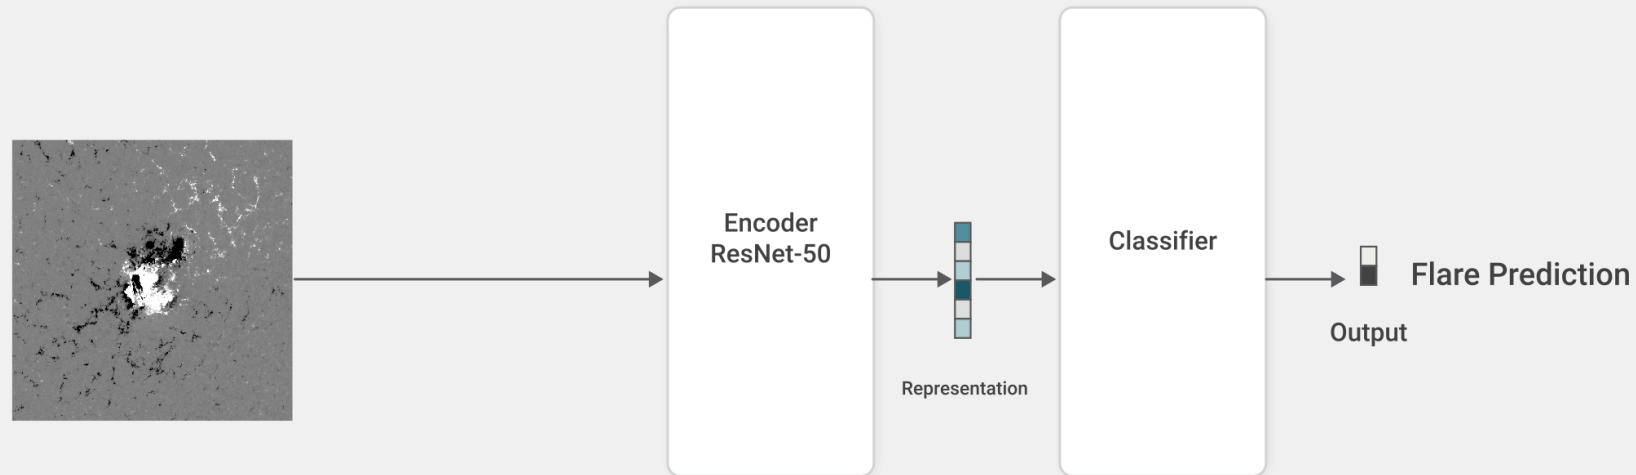 Encoder
ResNet-50
Representation
Classifier
Output
Flare Prediction